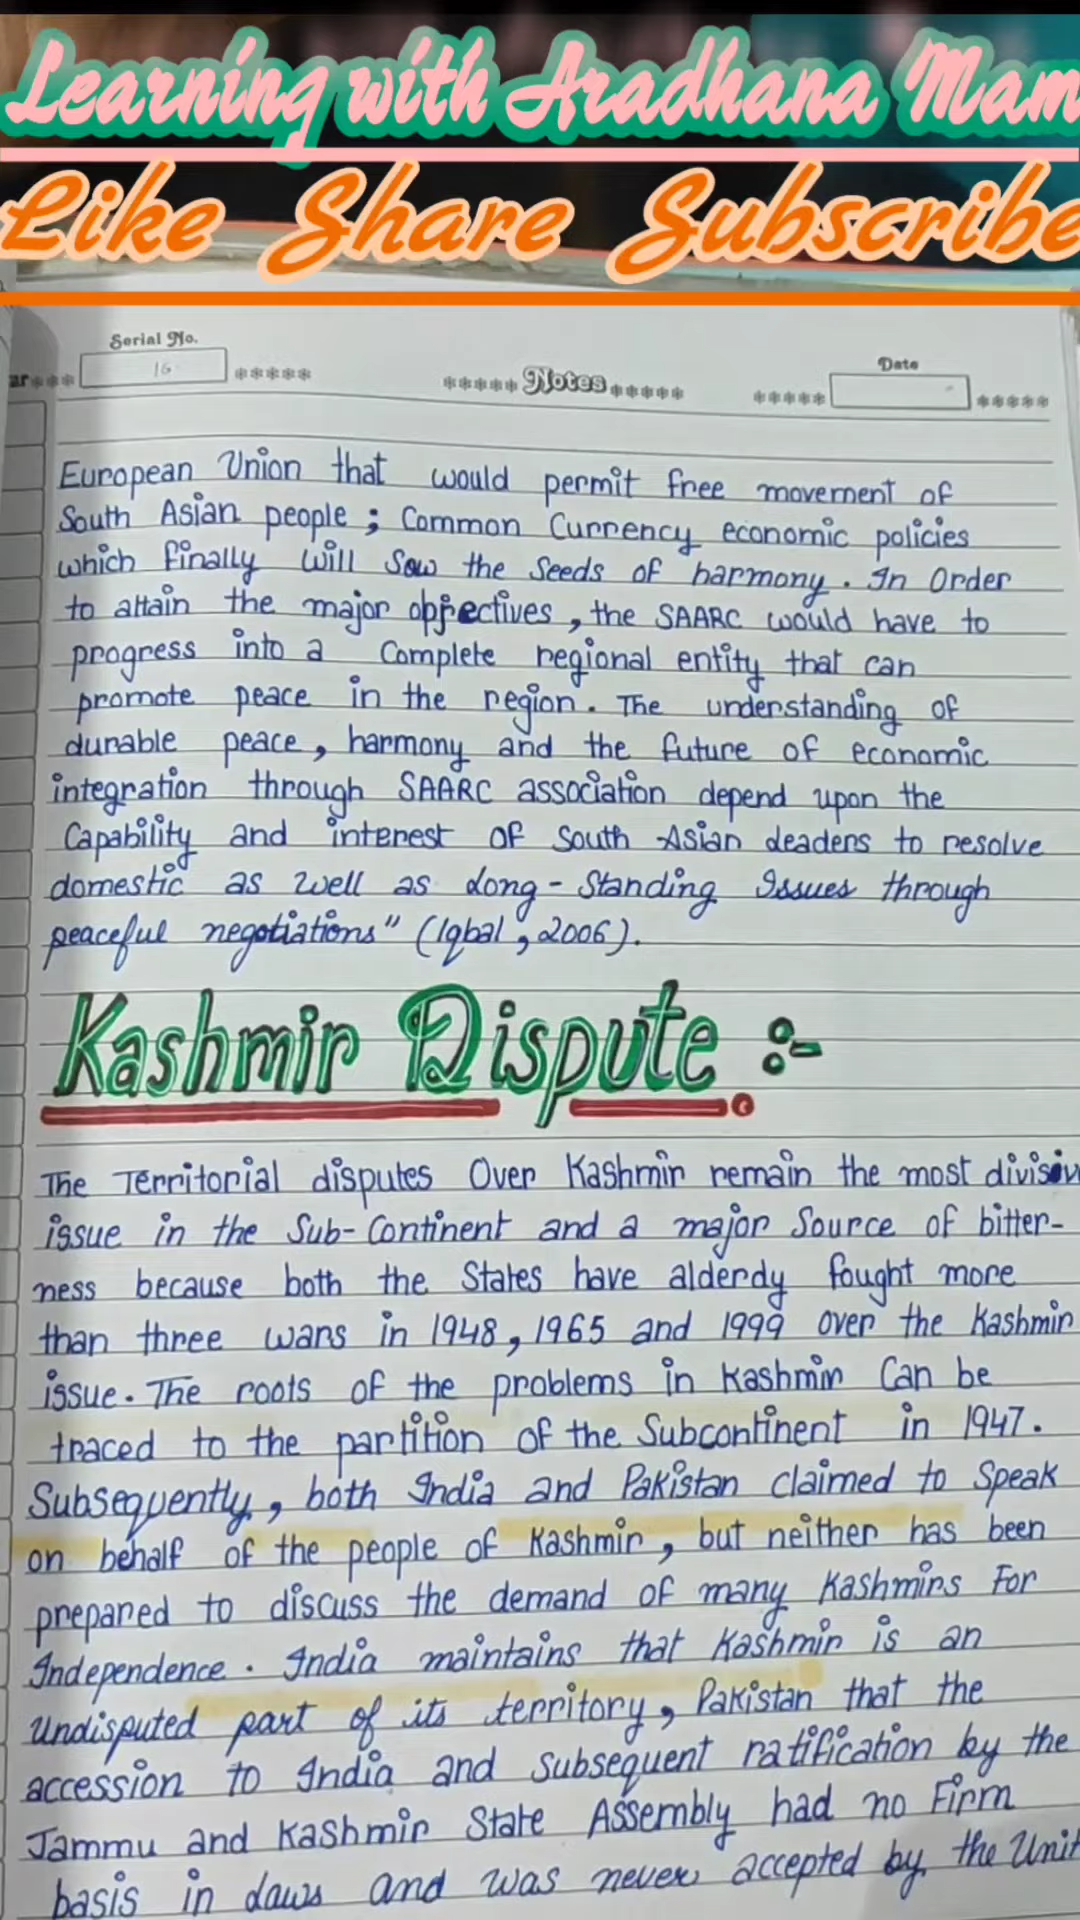 Learning with Aradhana Mam
Like Share Subscribe
Serial No.
16
Notes
Date
European Union that would permit free movement of
South Asian people ; Common Currency economic policies
which finally will sow the seeds of harmony. In Order
to attain the major objectives, the SAARC would have to
progress into a complete regional entity that can
promote peace in the region. The understanding of
durable peace, harmony and the future of economic
integration through SAARC association depend upon the
Capability and interest of South Asian deaders to resolve
domestic as well as Long - Standing Issues through
peaceful negotiations" (Iqbal, 2006).
Kashmir Dispute :-
The Territorial disputes Over Kashmir remain the most divisiv
issue in the Sub-Continent and a major Source of bitter-
ness because both the States have alderdy fought more
than three wars in 1948, 1965 and 1999 over the Kashmir
issue. The roots of the problems in Kashmir Can be
traced to the partition of the Subcontinent in 1947.
Subsequently, both India and Pakistan claimed to Speak
on behalf of the people of Kashmir, but neither has been
prepared to discuss the demand of many Kashmirs For
Independence. India maintains that Kashmir is an
undisputed part of its territory, Pakistan that the
accession to India and subsequent ratification by the
Jammu and Kashmir State Assembly had no Firm
basis in laws and was never accepted by the Unit